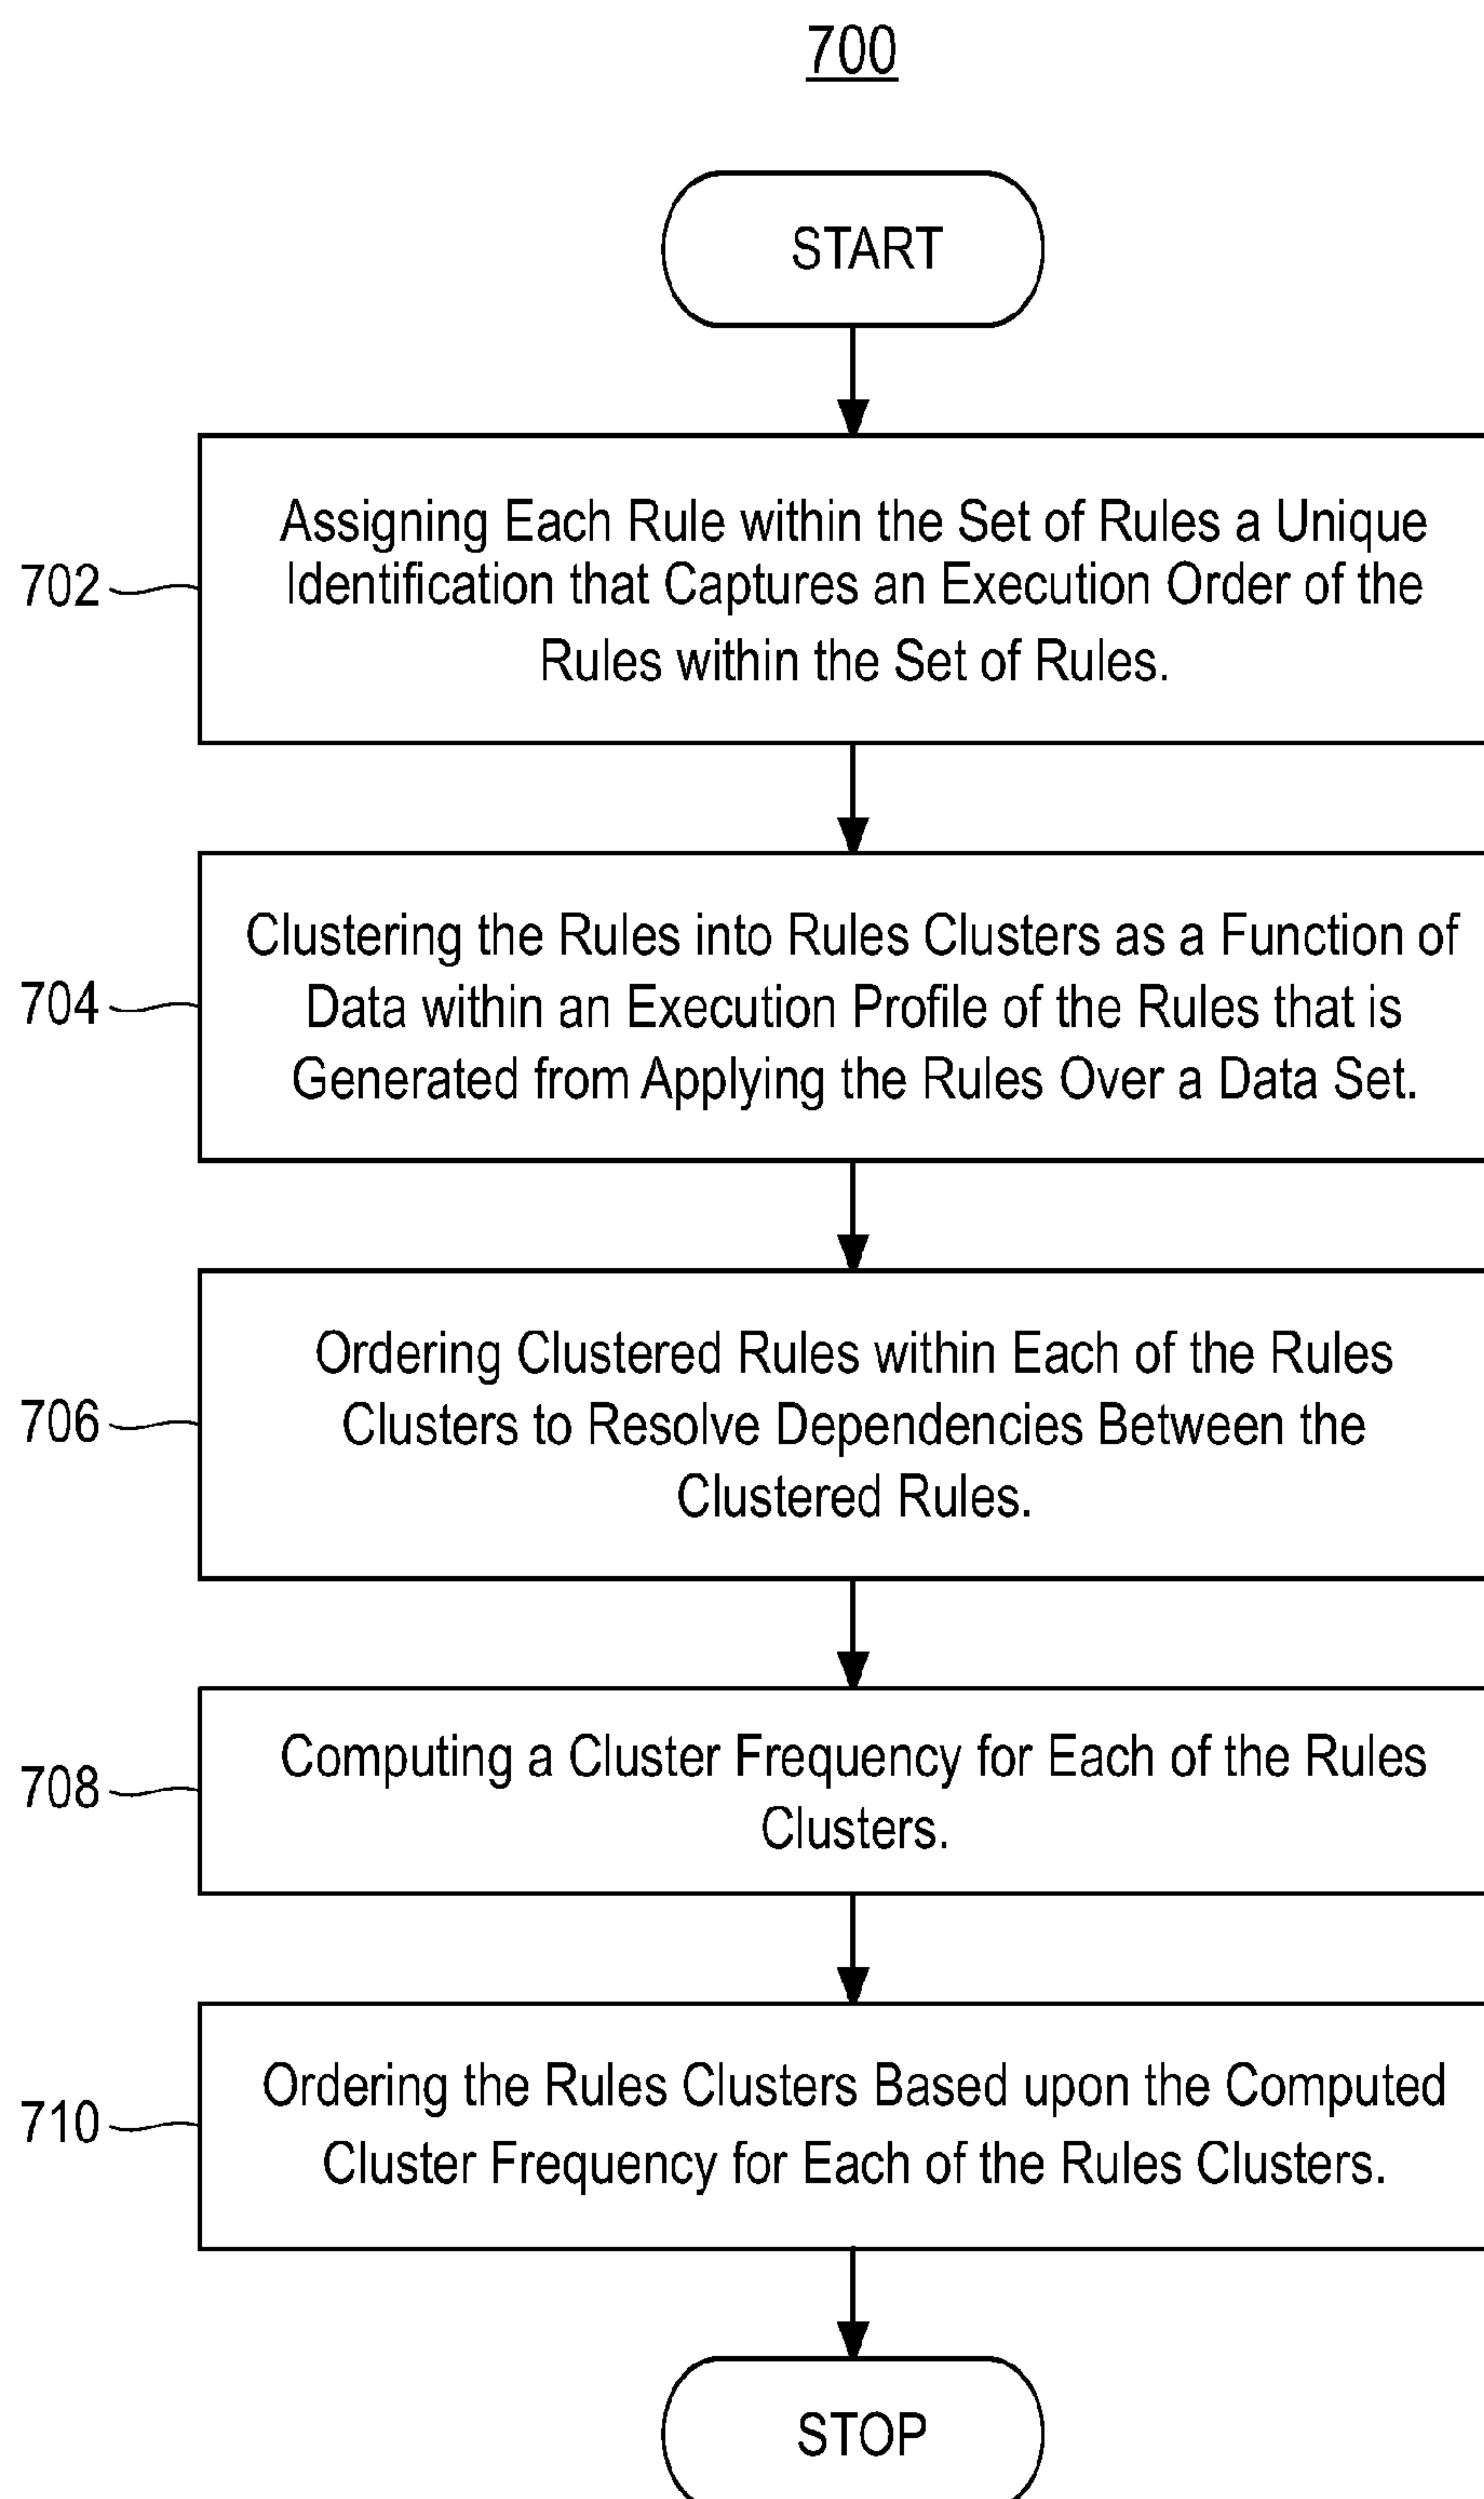 700
START
702
Assigning Each Rule within the Set of Rules a Unique
Identification that Captures an Execution Order of the
Rules within the Set of Rules.
704
Clustering the Rules into Rules Clusters as a Function of
Data within an Execution Profile of the Rules that is
Generated from Applying the Rules Over a Data Set.
706
Ordering Clustered Rules within Each of the Rules
Clusters to Resolve Dependencies Between the
Clustered Rules.
708
Computing a Cluster Frequency for Each of the Rules
Clusters.
710
Ordering the Rules Clusters Based upon the Computed
Cluster Frequency for Each of the Rules Clusters.
STOP